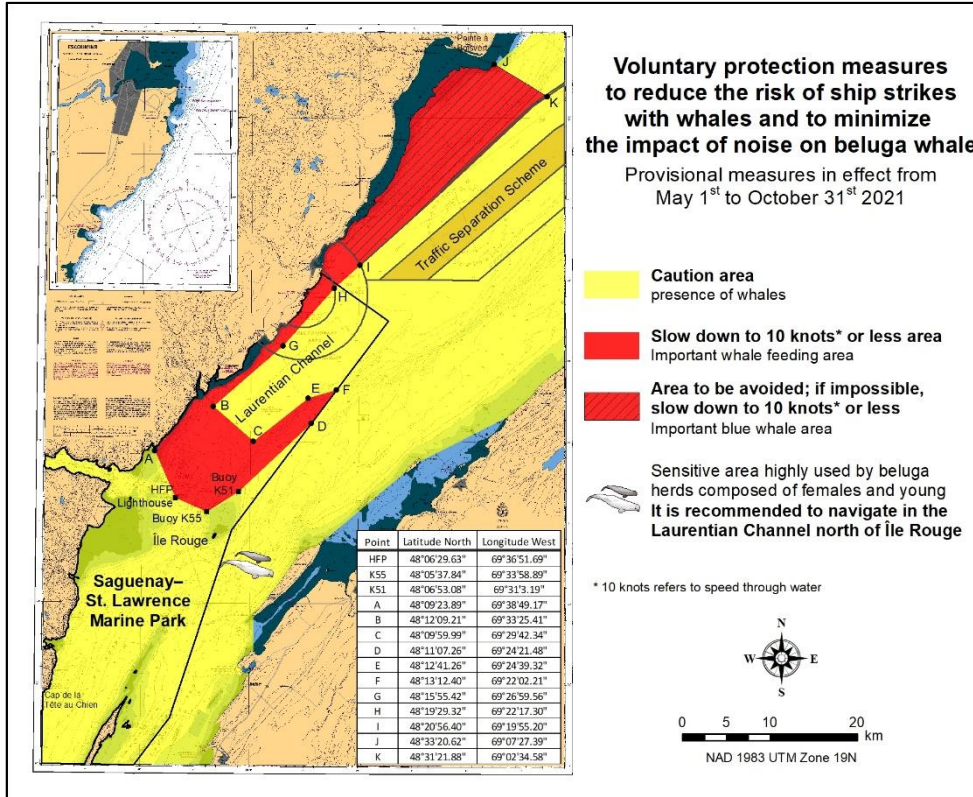 Voluntary protection measures
to reduce the risk of ship strikes
with whales and to minimize
the impact of noise on beluga whale
Provisional measures in effect from
May 1st to October 31st 2021
Caution area
presence of whales
Slow down to 10 knots* or less area
Important whale feeding area
Area to be avoided; if impossible,
slow down to 10 knots* or less
Important blue whale area
Sensitive area highly used by beluga
herds composed of females and young
It is recommended to navigate in the
Laurentian Channel north of Île Rouge
* 10 knots refers to speed through water
N
W E
S
0 5 10 20
km
NAD 1983 UTM Zone 19N
ESCOUMINS
Pointe à
Boisvert
J
K
Traffic Separation Scheme
I
H
G
Laurentian Channel
E
F
B
D
C
A
Buoy
K51
HFP
Lighthouse
Buoy K55
Île Rouge
Saguenay–
St. Lawrence
Marine Park
Cap de la
Tête au Chien
Point Latitude North Longitude West
HFP 48°06'29.63" 69°36'51.69"
K55 48°05'37.84" 69°33'58.89"
K51 48°06'53.08" 69°31'3.19"
A 48°09'23.89" 69°38'49.17"
B 48°12'09.21" 69°33'25.41"
C 48°09'59.99" 69°29'42.34"
D 48°11'07.26" 69°24'21.48"
E 48°12'41.26" 69°24'39.32"
F 48°13'12.40" 69°22'02.21"
G 48°15'55.42" 69°26'59.56"
H 48°19'29.32" 69°22'17.30"
I 48°20'56.40" 69°19'55.20"
J 48°33'20.62" 69°07'27.39"
K 48°31'21.88" 69°02'34.58"